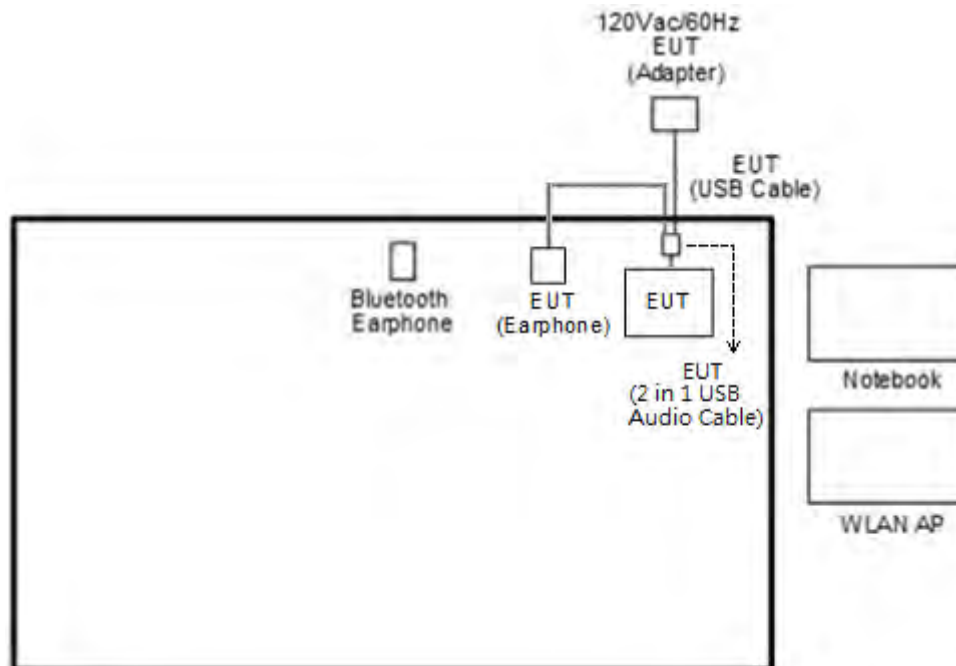 120Vac/60Hz
EUT
(Adapter)
EUT
(USB Cable)
Bluetooth
Earphone
EUT
(Earphone)
EUT
EUT
(2 in 1 USB
Audio Cable)
Notebook
WLAN AP